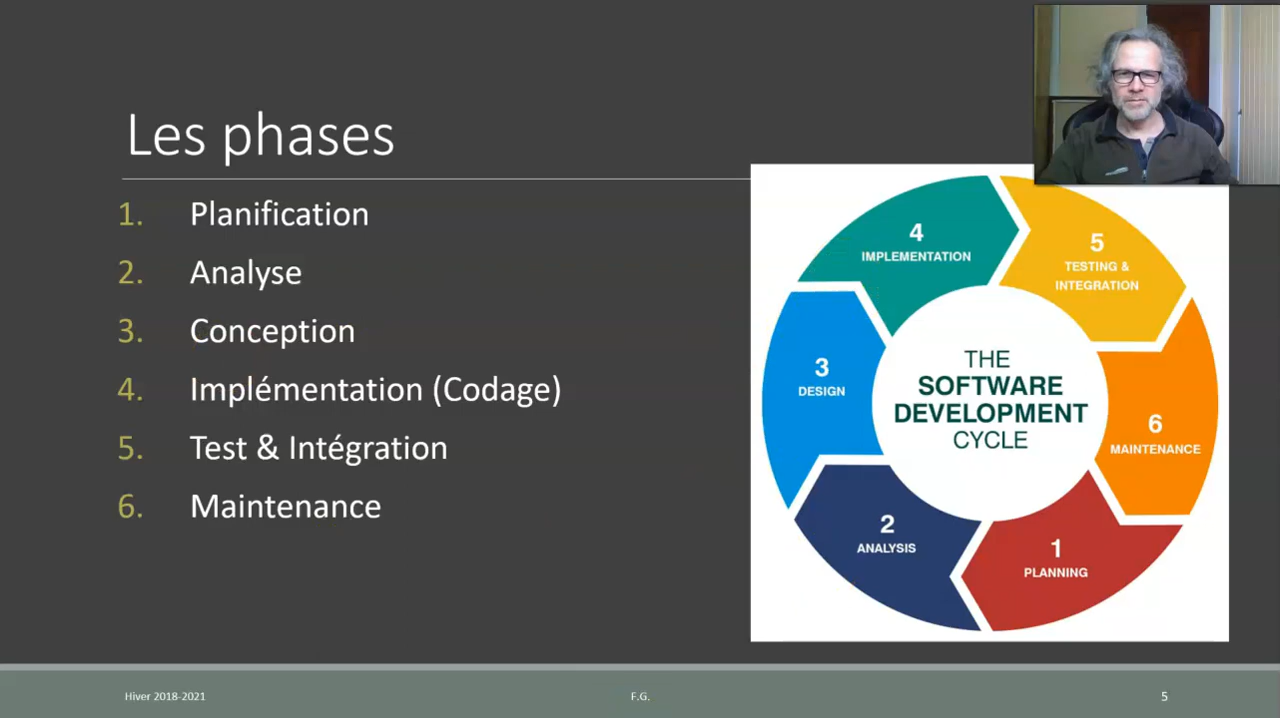 Les phases
1. Planification
2. Analyse
3. Conception
4. Implémentation (Codage)
5. Test & Intégration
6. Maintenance
4
IMPLEMENTATION
5
TESTING &
INTEGRATION
3
DESIGN
THE
SOFTWARE
DEVELOPMENT
CYCLE
6
MAINTENANCE
2
ANALYSIS
1
PLANNING
Hiver 2018-2021
F.G.
5